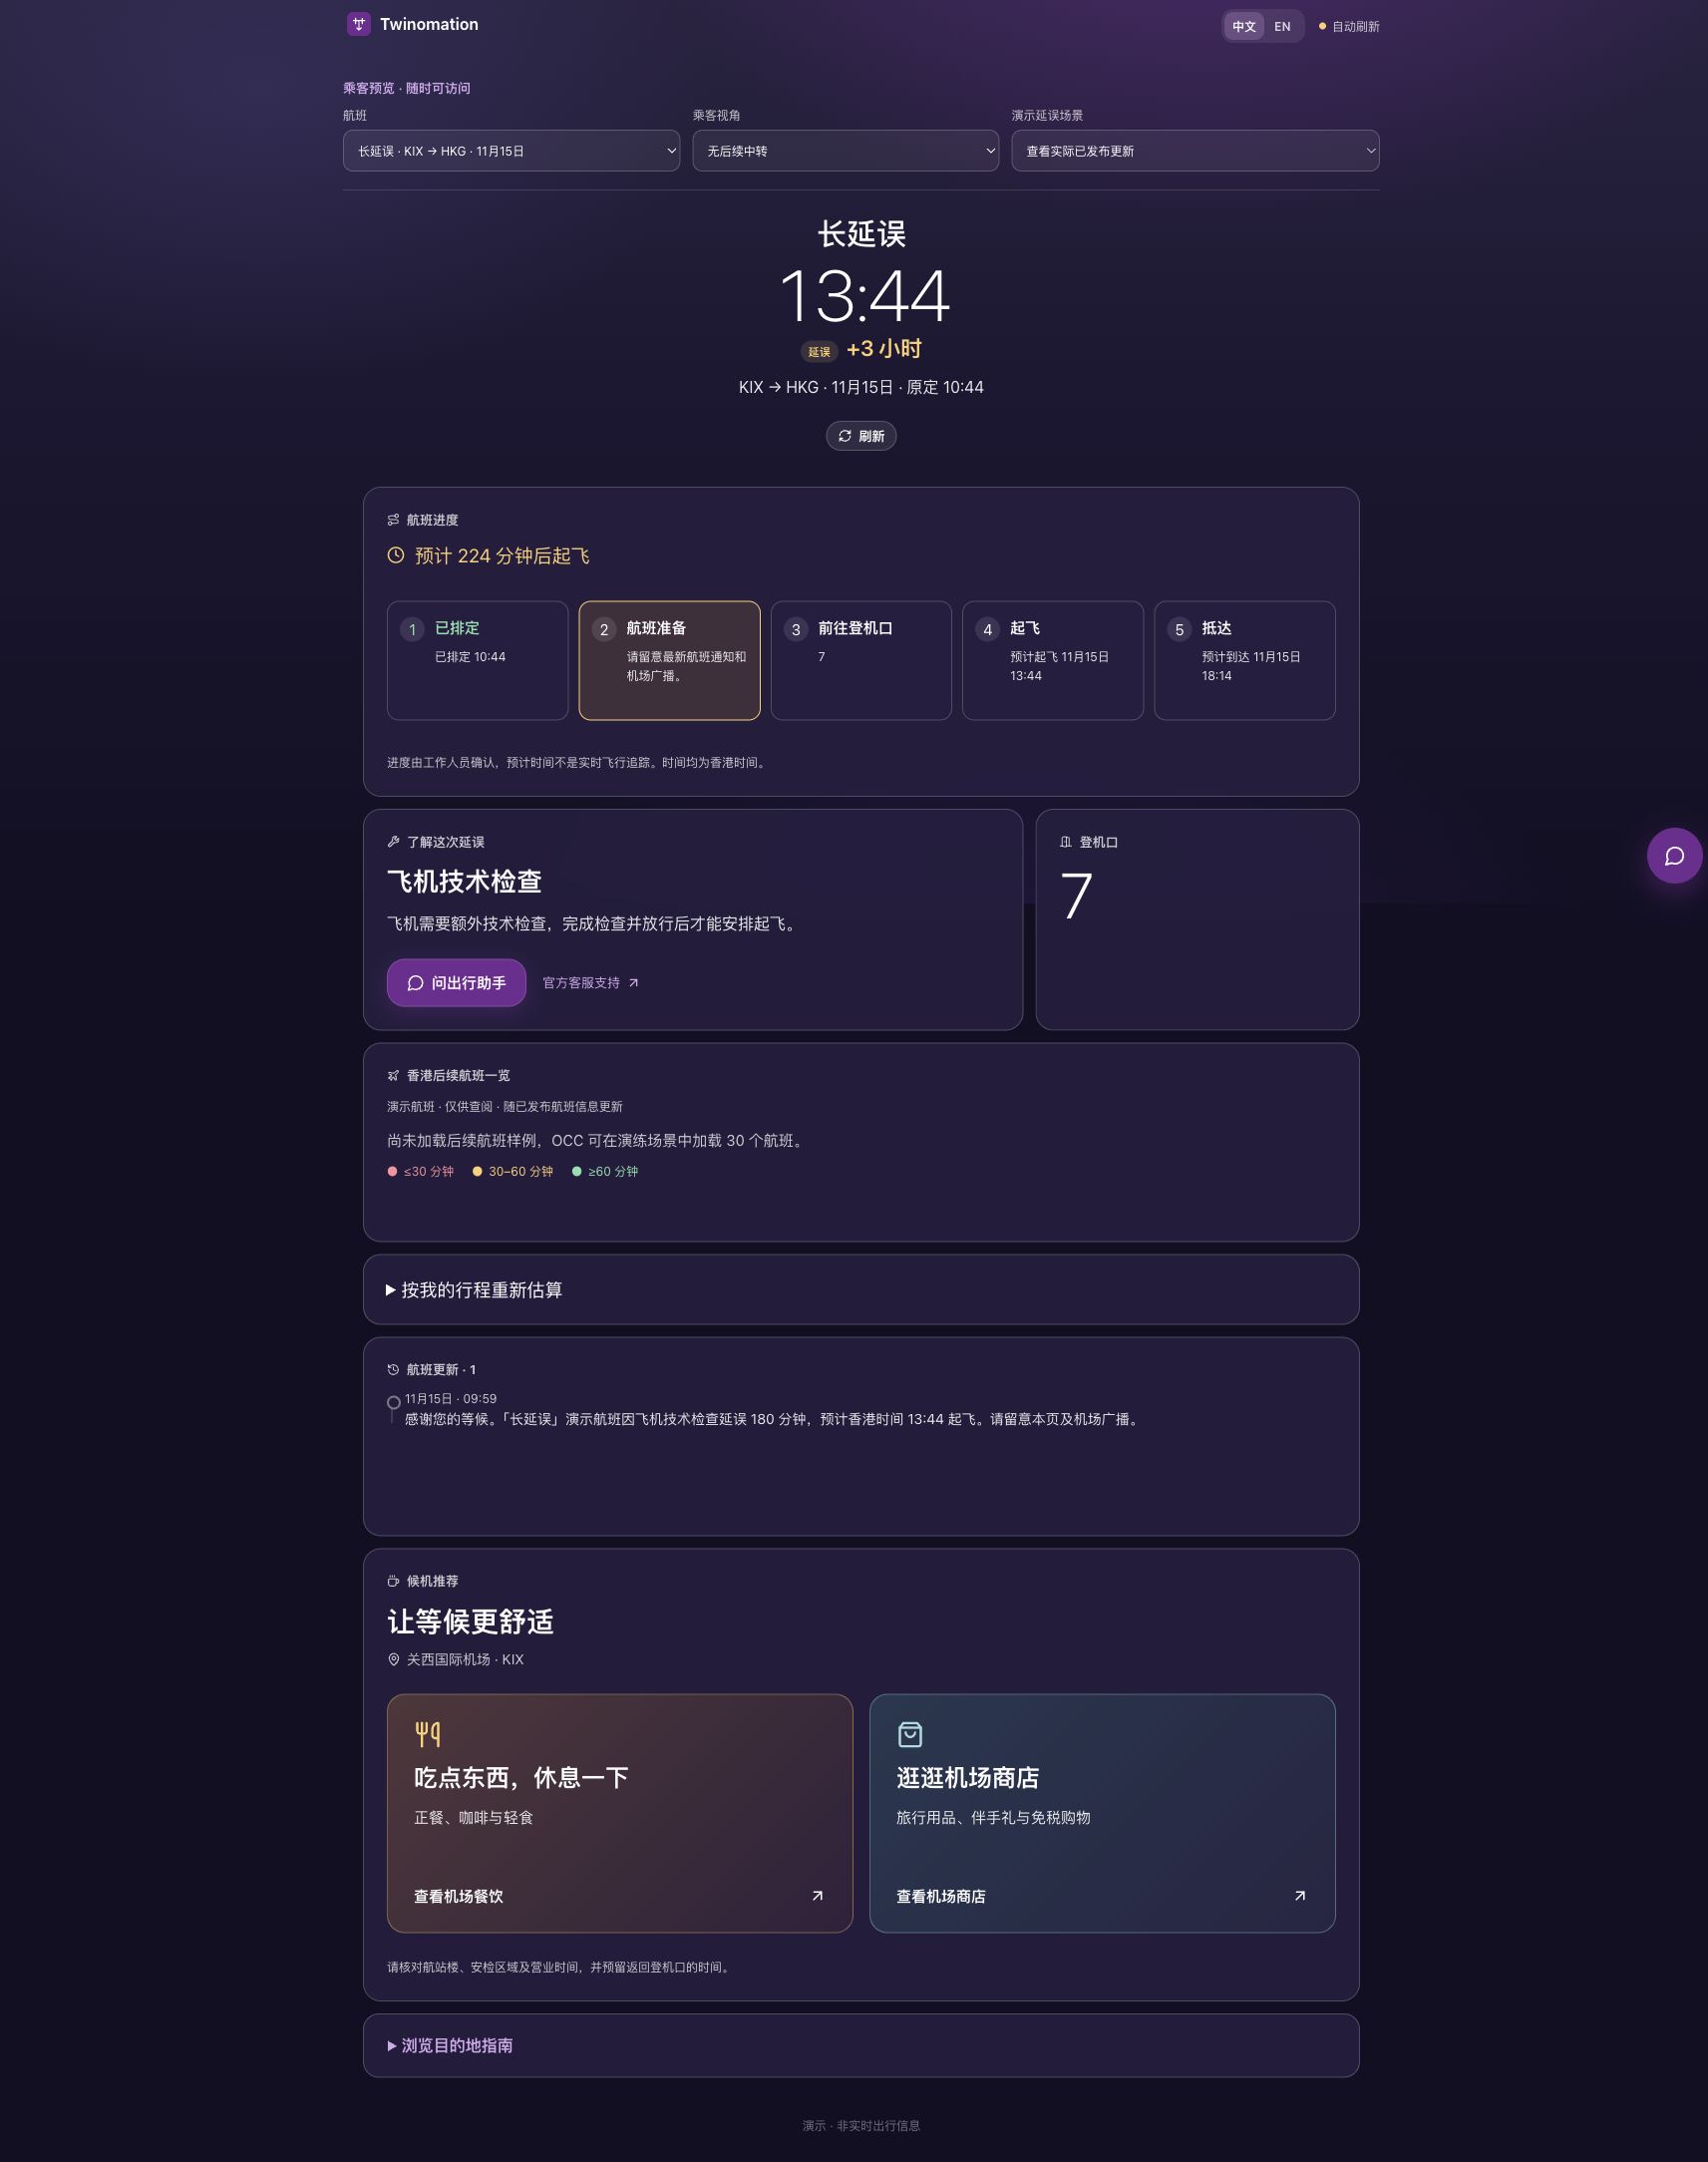 Twinomation
中文 EN 自动刷新
乘客预览 · 随时可访问
航班 乘客视角 演示延误场景
长延误 · KIX → HKG · 11月15日 无后续中转 查看实际已发布更新
长延误
13:44
延误 +3 小时
KIX → HKG · 11月15日 · 原定 10:44
刷新
航班进度
预计 224 分钟后起飞
1 已排定
已排定 10:44
2 航班准备
请留意最新航班通知和
机场广播。
3 前往登机口
7
4 起飞
预计起飞 11月15日
13:44
5 抵达
预计到达 11月15日
18:14
进度由工作人员确认，预计时间不是实时飞行追踪。时间均为香港时间。
了解这次延误
飞机技术检查
飞机需要额外技术检查，完成检查并放行后才能安排起飞。
问出行助手 官方客服支持
登机口
7
香港后续航班一览
演示航班 · 仅供查阅 · 随已发布航班信息更新
尚未加载后续航班样例，OCC 可在演练场景中加载 30 个航班。
≤30 分钟 30–60 分钟 ≥60 分钟
按我的行程重新估算
航班更新 · 1
11月15日 · 09:59
感谢您的等候。「长延误」演示航班因飞机技术检查延误 180 分钟，预计香港时间 13:44 起飞。请留意本页及机场广播。
候机推荐
让等候更舒适
关西国际机场 · KIX
吃点东西，休息一下
正餐、咖啡与轻食
查看机场餐饮
逛逛机场商店
旅行用品、伴手礼与免税购物
查看机场商店
请核对航站楼、安检区域及营业时间，并预留返回登机口的时间。
浏览目的地指南
演示 · 非实时出行信息